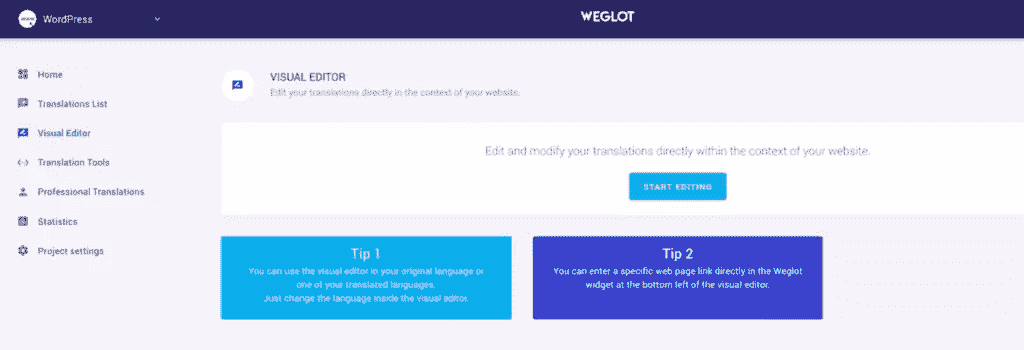 WordPress
WEGLOT
Home
Translations List
Visual Editor
Translation Tools
Professional Translations
Statistics
Project settings
VISUAL EDITOR
Edit your translations directly in the context of your website.
Edit and modify your translations directly within the context of your website.
START EDITING
Tip 1
You can use the visual editor in your original language or
one of your translated languages.
Just change the language inside the visual editor.
Tip 2
You can enter a specific web page link directly in the Weglot
widget at the bottom left of the visual editor.